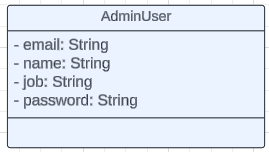 AdminUser
- email: String
- name: String
- job: String
- password: String